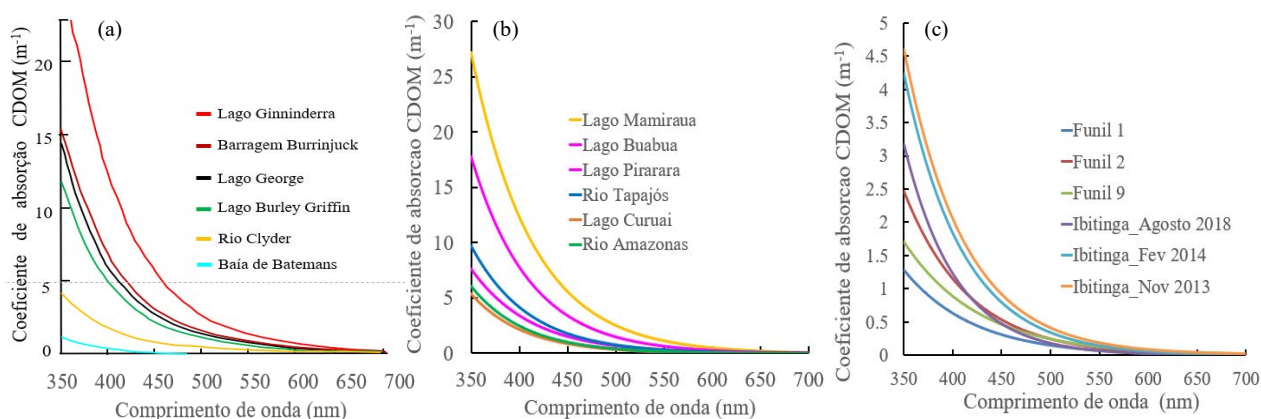 (a)
Coeficiente de absorção CDOM (m-1)
20
15
10
5
0
350
400
450
500
550
600
650
700
Comprimento de onda (nm)
Lago Ginninderra
Barragem Burrinjuck
Lago George
Lago Burley Griffin
Rio Clyder
Baía de Batemans
(b)
Coeficiente de absorcao CDOM (m-1)
30
25
20
15
10
5
0
350
400
450
500
550
600
650
700
Comprimento de onda (nm)
Lago Mamiraua
Lago Buabua
Lago Pirarara
Rio Tapajós
Lago Curuai
Rio Amazonas
(c)
Coeficiente de absorcao CDOM (m-1)
5
4.5
4
3.5
3
2.5
2
1.5
1
0.5
0
350
400
450
500
550
600
650
700
Comprimento de onda (nm)
Funil 1
Funil 2
Funil 9
Ibitinga_Agosto 2018
Ibitinga_Fev 2014
Ibitinga_Nov 2013